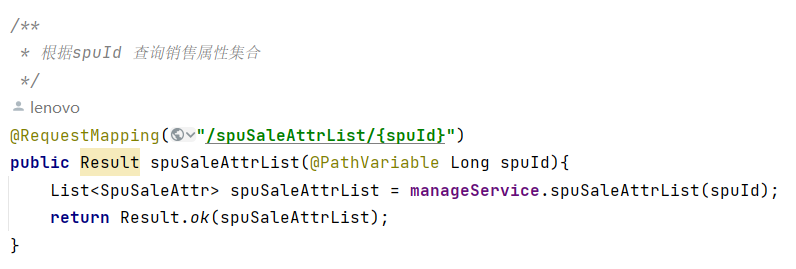 /**
 * 根据spuId 查询销售属性集合
 */
lenovo
@RequestMapping("/spuSaleAttrList/{spuId}")
public Result spuSaleAttrList(@PathVariable Long spuId){
    List<SpuSaleAttr> spuSaleAttrList = manageService.spuSaleAttrList(spuId);
    return Result.ok(spuSaleAttrList);
}